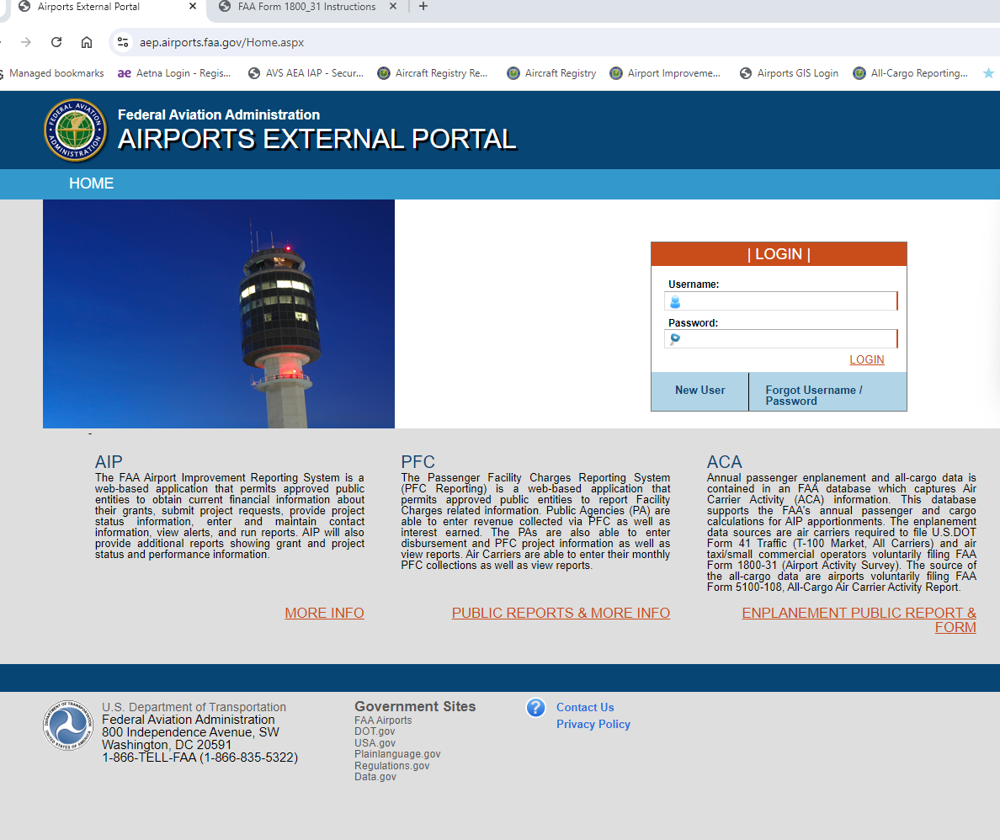 Airports External Portal
FAA Form 1800_31 Instructions
aep.airports.faa.gov/Home.aspx
Managed bookmarks
ae Aetna Login - Regis...
AVS AEA IAP - Secur...
Aircraft Registry Re...
Aircraft Registry
Airport Improveme...
Airports GIS Login
All-Cargo Reporting...
FEDERAL AVIATION ADMINISTRATION
Federal Aviation Administration
AIRPORTS EXTERNAL PORTAL
HOME
| LOGIN |
Username:
Password:
LOGIN
New User
Forgot Username /
Password
AIP
The FAA Airport Improvement Reporting System is a
web-based application that permits approved public
entities to obtain current financial information about
their grants, submit project requests, provide project
status information, enter and maintain contact
information, view alerts, and run reports. AIP will also
provide additional reports showing grant and project
status and performance information.
MORE INFO
PFC
The Passenger Facility Charges Reporting System
(PFC Reporting) is a web-based application that
permits approved public entities to report Facility
Charges related information. Public Agencies (PA) are
able to enter revenue collected via PFC as well as
interest earned. The PAs are also able to enter
disbursement and PFC project information as well as
view reports. Air Carriers are able to enter their monthly
PFC collections as well as view reports.
PUBLIC REPORTS & MORE INFO
ACA
Annual passenger enplanement and all-cargo data is
contained in an FAA database which captures Air
Carrier Activity (ACA) information. This database
supports the FAA's annual passenger and cargo
calculations for AIP apportionments. The enplanement
data sources are air carriers required to file U.S.DOT
Form 41 Traffic (T-100 Market, All Carriers) and air
taxi/small commercial operators voluntarily filing FAA
Form 1800-31 (Airport Activity Survey). The source of
the all-cargo data are airports voluntarily filing FAA
Form 5100-108, All-Cargo Air Carrier Activity Report.
ENPLANEMENT PUBLIC REPORT &
FORM
DEPARTMENT OF TRANSPORTATION
UNITED STATES OF AMERICA
U.S. Department of Transportation
Federal Aviation Administration
800 Independence Avenue, SW
Washington, DC 20591
1-866-TELL-FAA (1-866-835-5322)
Government Sites
FAA Airports
DOT.gov
USA.gov
Plainlanguage.gov
Regulations.gov
Data.gov
?
Contact Us
Privacy Policy